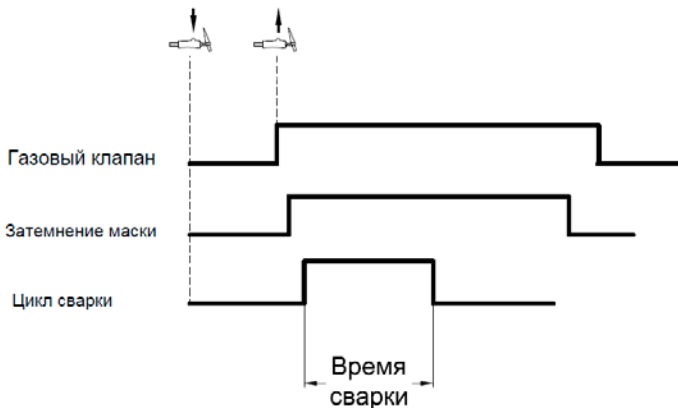 Газовый клапан
Затемнение маски
Цикл сварки
Время
сварки